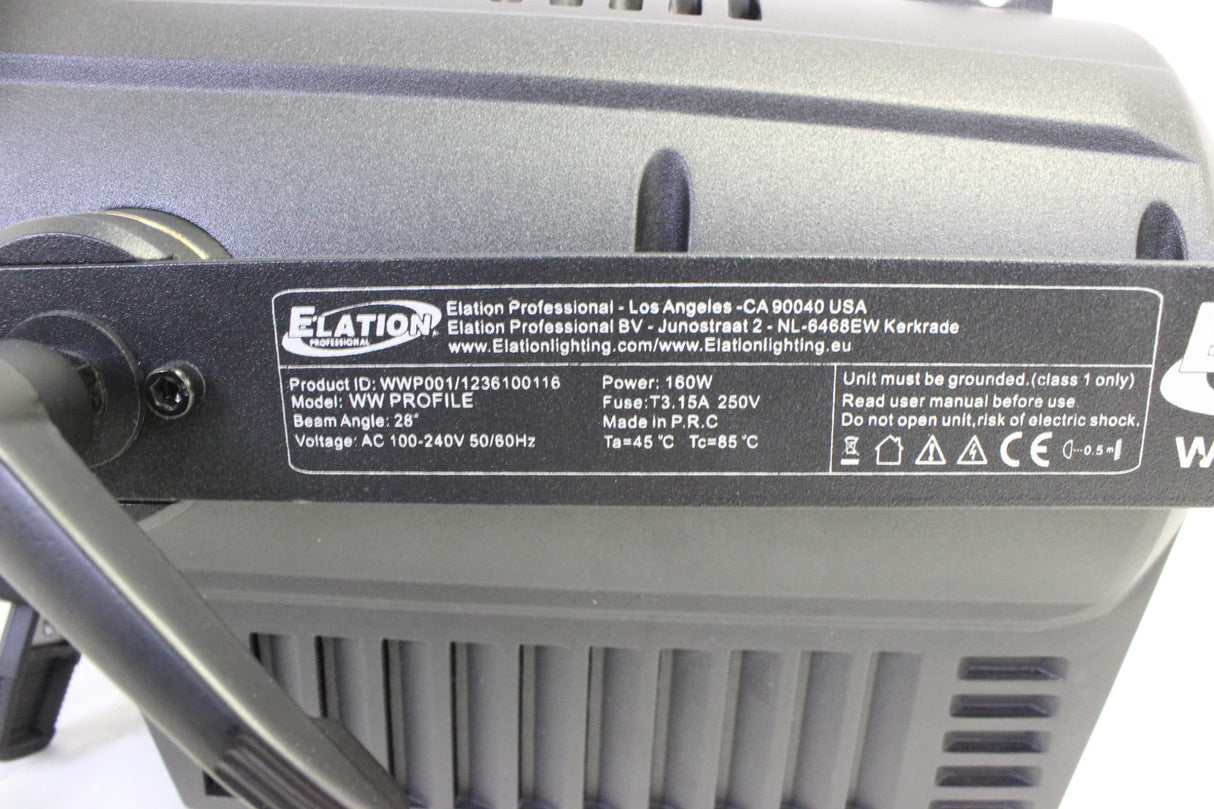 ELATION®
PROFESSIONAL
Elation Professional - Los Angeles -CA 90040 USA
Elation Professional BV - Junostraat 2 - NL-6468EW Kerkrade
www.Elationlighting.com/www.Elationlighting.eu
Product ID: WWP001/1236100116
Model: WW PROFILE
Beam Angle: 28°
Voltage: AC 100-240V 50/60Hz
Power: 160W
Fuse:T3.15A 250V
Made in P.R.C
Ta=45°C Tc=85°C
Unit must be grounded.(class 1 only)
Read user manual before use.
Do not open unit,risk of electric shock.
CE 0.5m